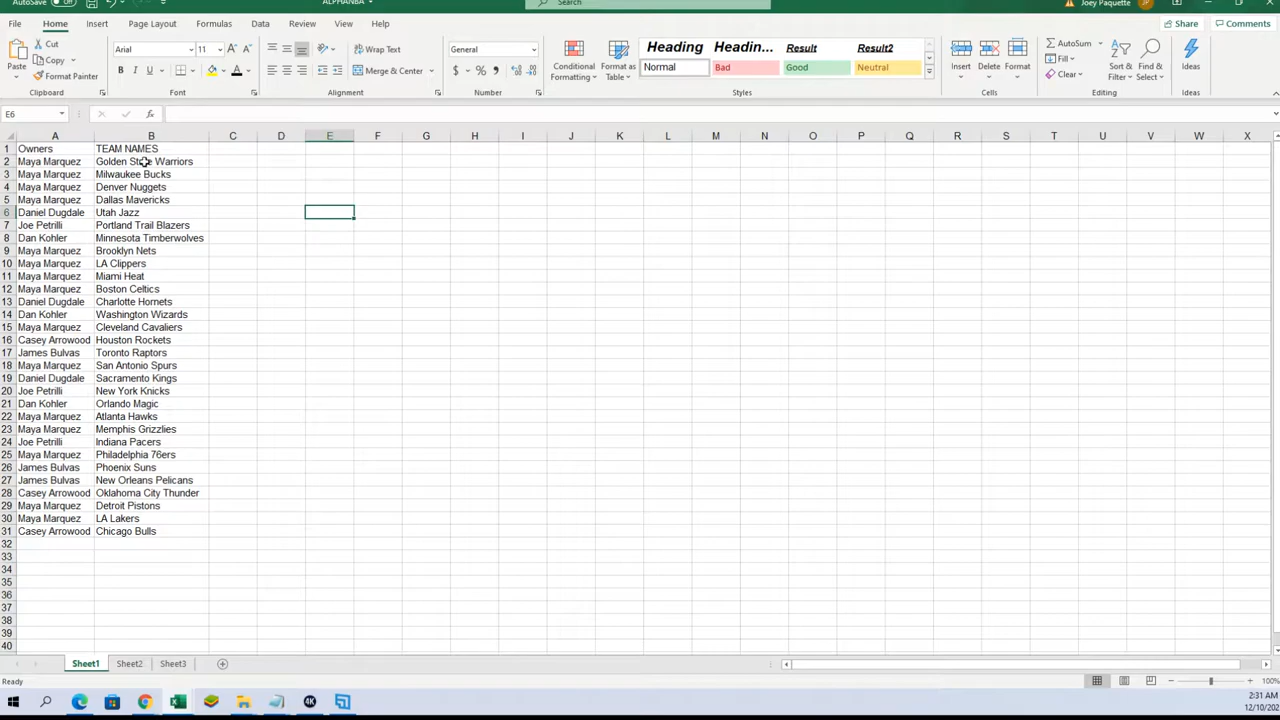 AutoSave Off ALPHANBA Search Joey Paquette JP
File Home Insert Page Layout Formulas Data Review View Help Share Comments
Paste Cut Copy Format Painter Clipboard
Arial 11 A A B I U A Font
Wrap Text Merge & Center Alignment
General $ % 9 Number
Conditional Formatting Format as Table
Heading Headin... Result Result2
Normal Bad Good Neutral
Styles
Insert Delete Format Cells
AutoSum Fill Clear Sort & Filter Find & Select Editing
Ideas Ideas
E6 fx
A B C D E F G H I J K L M N O P Q R S T U V W X
1 Owners TEAM NAMES
2 Maya Marquez Golden State Warriors
3 Maya Marquez Milwaukee Bucks
4 Maya Marquez Denver Nuggets
5 Maya Marquez Dallas Mavericks
6 Daniel Dugdale Utah Jazz
7 Joe Petrilli Portland Trail Blazers
8 Dan Kohler Minnesota Timberwolves
9 Maya Marquez Brooklyn Nets
10 Maya Marquez LA Clippers
11 Maya Marquez Miami Heat
12 Maya Marquez Boston Celtics
13 Daniel Dugdale Charlotte Hornets
14 Dan Kohler Washington Wizards
15 Maya Marquez Cleveland Cavaliers
16 Casey Arrowood Houston Rockets
17 James Bulvas Toronto Raptors
18 Maya Marquez San Antonio Spurs
19 Daniel Dugdale Sacramento Kings
20 Joe Petrilli New York Knicks
21 Dan Kohler Orlando Magic
22 Maya Marquez Atlanta Hawks
23 Maya Marquez Memphis Grizzlies
24 Joe Petrilli Indiana Pacers
25 Maya Marquez Philadelphia 76ers
26 James Bulvas Phoenix Suns
27 James Bulvas New Orleans Pelicans
28 Casey Arrowood Oklahoma City Thunder
29 Maya Marquez Detroit Pistons
30 Maya Marquez LA Lakers
31 Casey Arrowood Chicago Bulls
32
33
34
35
36
37
38
39
40
Sheet1 Sheet2 Sheet3
Ready 100%
4K 2:31 AM
12/10/202